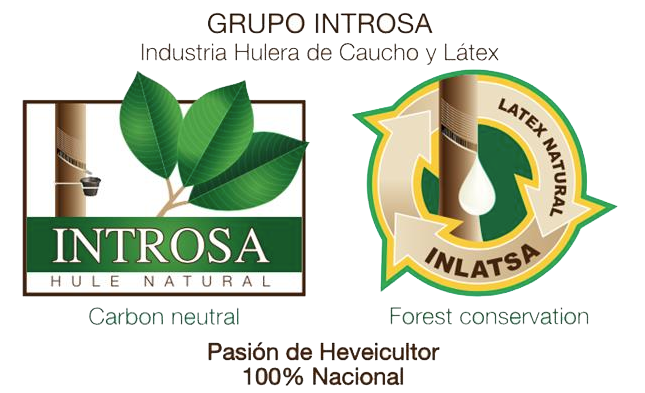 GRUPO INTROSA
Industria Hulera de Caucho y Látex
INTROSA
HULE NATURAL
LATEX NATURAL
INLATSA
Carbon neutral
Forest conservation
Pasión de Heveicultor
100% Nacional